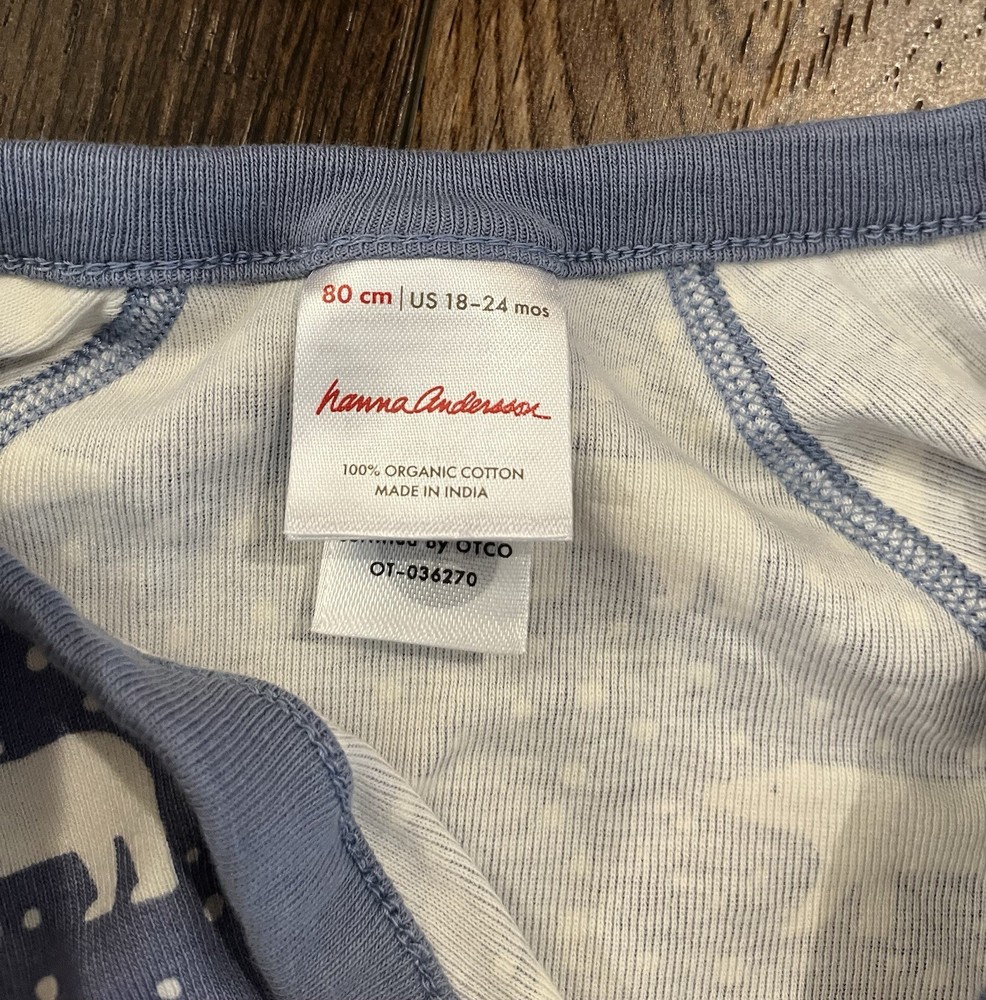 80 cm | US 18-24 mos
hanna Andersson
100% ORGANIC COTTON
MADE IN INDIA
by OTCO
OT-036270